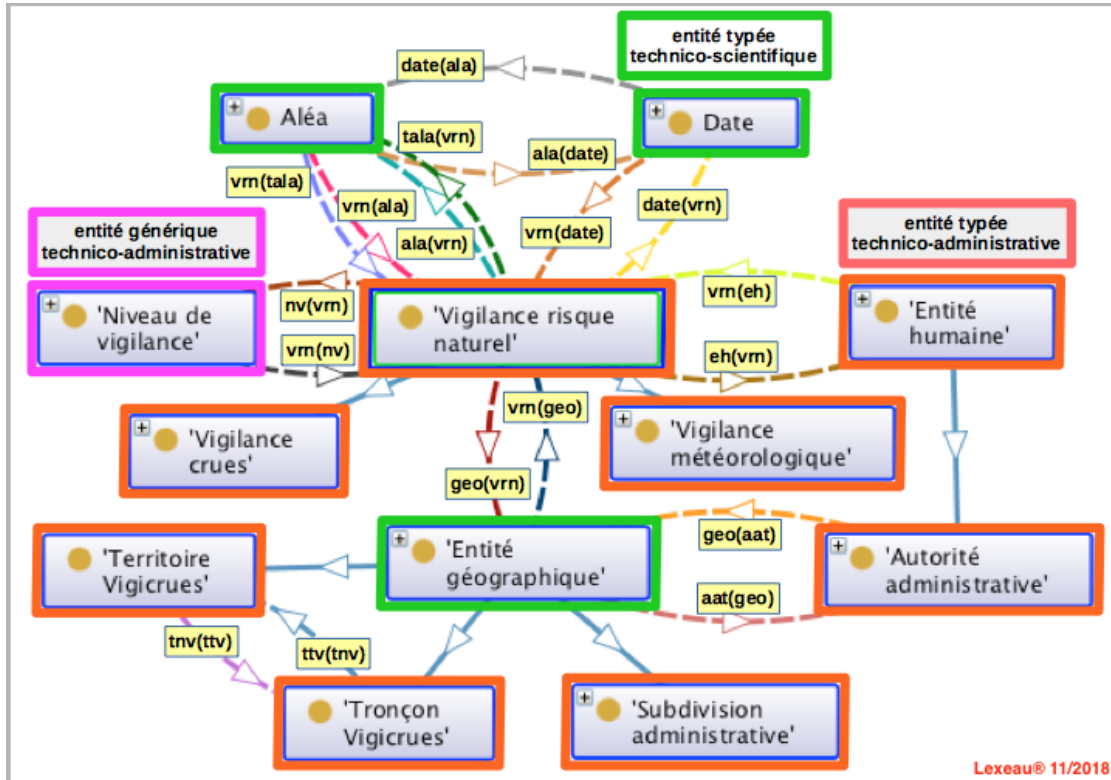 entité typée
technico-scientifique
date(ala)
Aléa
Date
tala(vrn)
ala(date)
vrn(tala)
vrn(ala)
date(vrn)
entité générique
technico-administrative
ala(vrn)
vrn(date)
entité typée
technico-administrative
nv(vrn)
vrn(eh)
'Niveau de
vigilance'
'Vigilance risque
naturel'
'Entité
humaine'
vrn(nv)
eh(vrn)
vrn(geo)
'Vigilance
crues'
'Vigilance
météorologique'
geo(vrn)
geo(aat)
'Territoire
Vigicrues'
'Entité
géographique'
'Autorité
administrative'
aat(geo)
tnv(ttv)
ttv(tnv)
'Tronçon
Vigicrues'
'Subdivision
administrative'
Lexeau® 11/2018